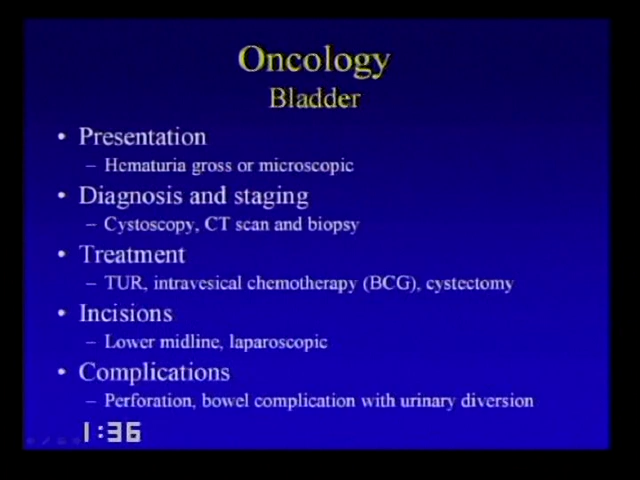 Oncology
Bladder
• Presentation
– Hematuria gross or microscopic
• Diagnosis and staging
– Cystoscopy, CT scan and biopsy
• Treatment
– TUR, intravesical chemotherapy (BCG), cystectomy
• Incisions
– Lower midline, laparoscopic
• Complications
– Perforation, bowel complication with urinary diversion
1:36